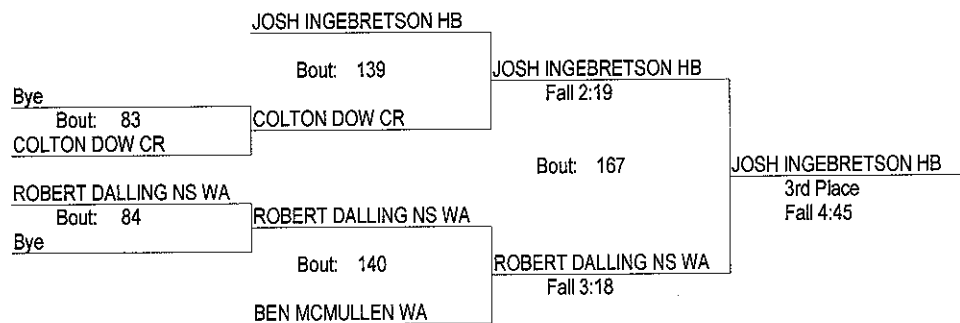 JOSH INGEBRETSON HB
Bout: 139
JOSH INGEBRETSON HB
Fall 2:19
Bye
Bout: 83
COLTON DOW CR
COLTON DOW CR
Bout: 167
JOSH INGEBRETSON HB
3rd Place
Fall 4:45
ROBERT DALLING NS WA
Bout: 84
ROBERT DALLING NS WA
Bye
Bout: 140
ROBERT DALLING NS WA
Fall 3:18
BEN MCMULLEN WA